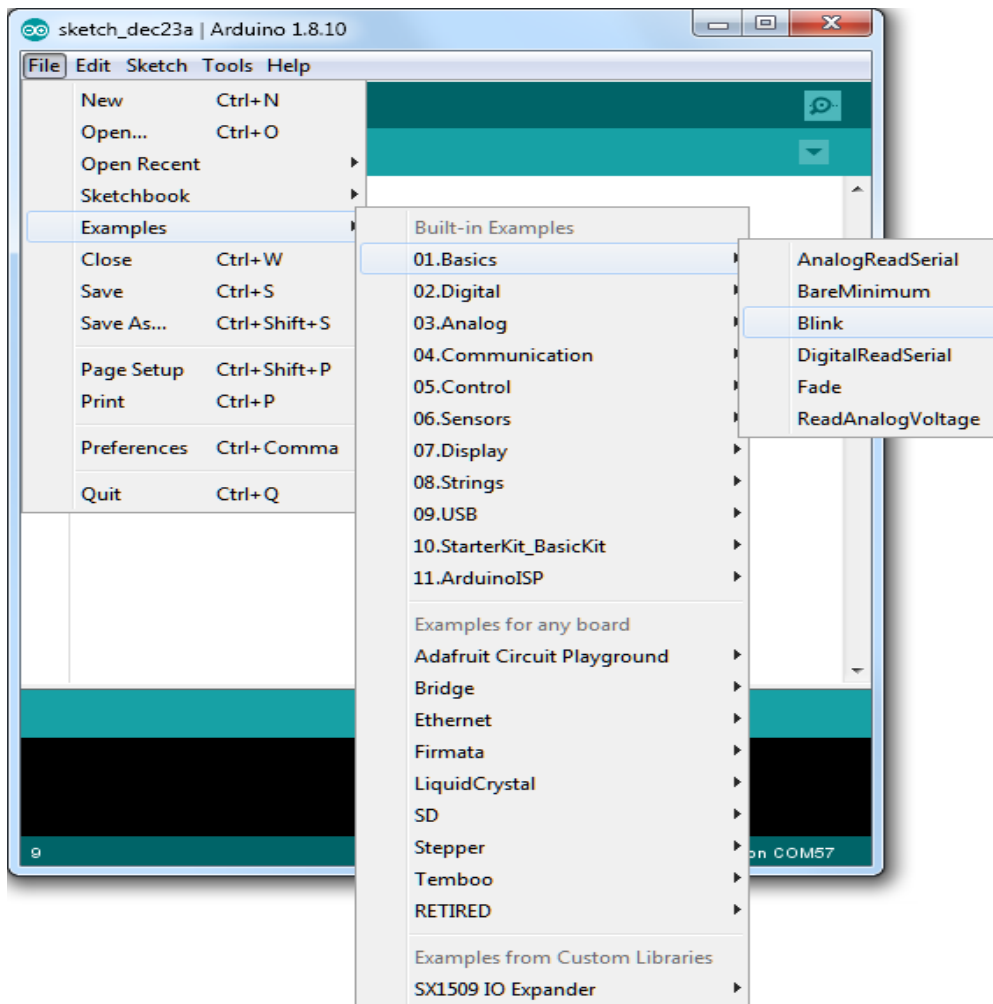 sketch_dec23a | Arduino 1.8.10
File Edit Sketch Tools Help
New Ctrl+N
Open... Ctrl+O
Open Recent
Sketchbook
Examples
Close Ctrl+W
Save Ctrl+S
Save As... Ctrl+Shift+S
Page Setup Ctrl+Shift+P
Print Ctrl+P
Preferences Ctrl+Comma
Quit Ctrl+Q
Built-in Examples
01.Basics
02.Digital
03.Analog
04.Communication
05.Control
06.Sensors
07.Display
08.Strings
09.USB
10.StarterKit_BasicKit
11.ArduinoISP
Examples for any board
Adafruit Circuit Playground
Bridge
Ethernet
Firmata
LiquidCrystal
SD
Stepper
Temboo
RETIRED
Examples from Custom Libraries
SX1509 IO Expander
AnalogReadSerial
BareMinimum
Blink
DigitalReadSerial
Fade
ReadAnalogVoltage
9 on COM57